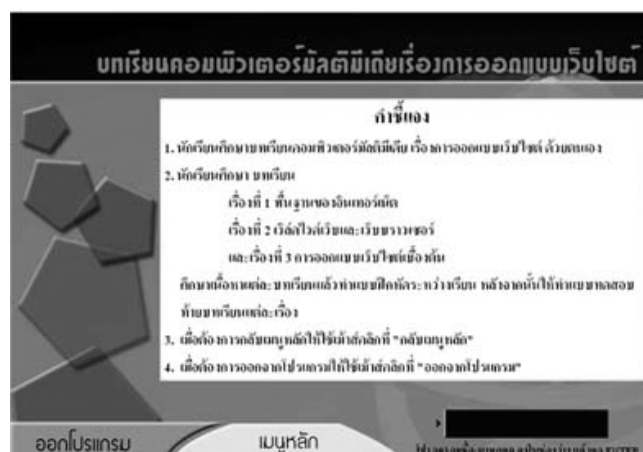 บทเรียนคอมพิวเตอร์มัลติมีเดียเรื่องการออกแบบเว็บไซต์
คำชี้แจง
1. นักเรียนศึกษาบทเรียนคอมพิวเตอร์มัลติมีเดีย เรื่องการออกแบบเว็บไซต์ ด้วยตนเอง
2. นักเรียนศึกษา บทเรียน
เรื่องที่ 1 พื้นฐานของอินเทอร์เน็ต
เรื่องที่ 2 เวิลด์ไวด์เว็บและเว็บบราวเซอร์
และเรื่องที่ 3 การออกแบบเว็บไซต์เบื้องต้น
ศึกษาเนื้อหาแต่ละบทเรียนแล้วทำแบบฝึกหัดระหว่างเรียน หลังจากนั้นให้ทำแบบทดสอบ
ท้ายบทเรียนแต่ละเรื่อง
3. เมื่อต้องการกลับเมนูหลักให้ใช้เม้าส์คลิกที่ "กลับเมนูหลัก"
4. เมื่อต้องการออกจากโปรแกรมให้ใช้เม้าส์คลิกที่ "ออกจากโปรแกรม"
ออกโปรแกรม
เมนูหลัก